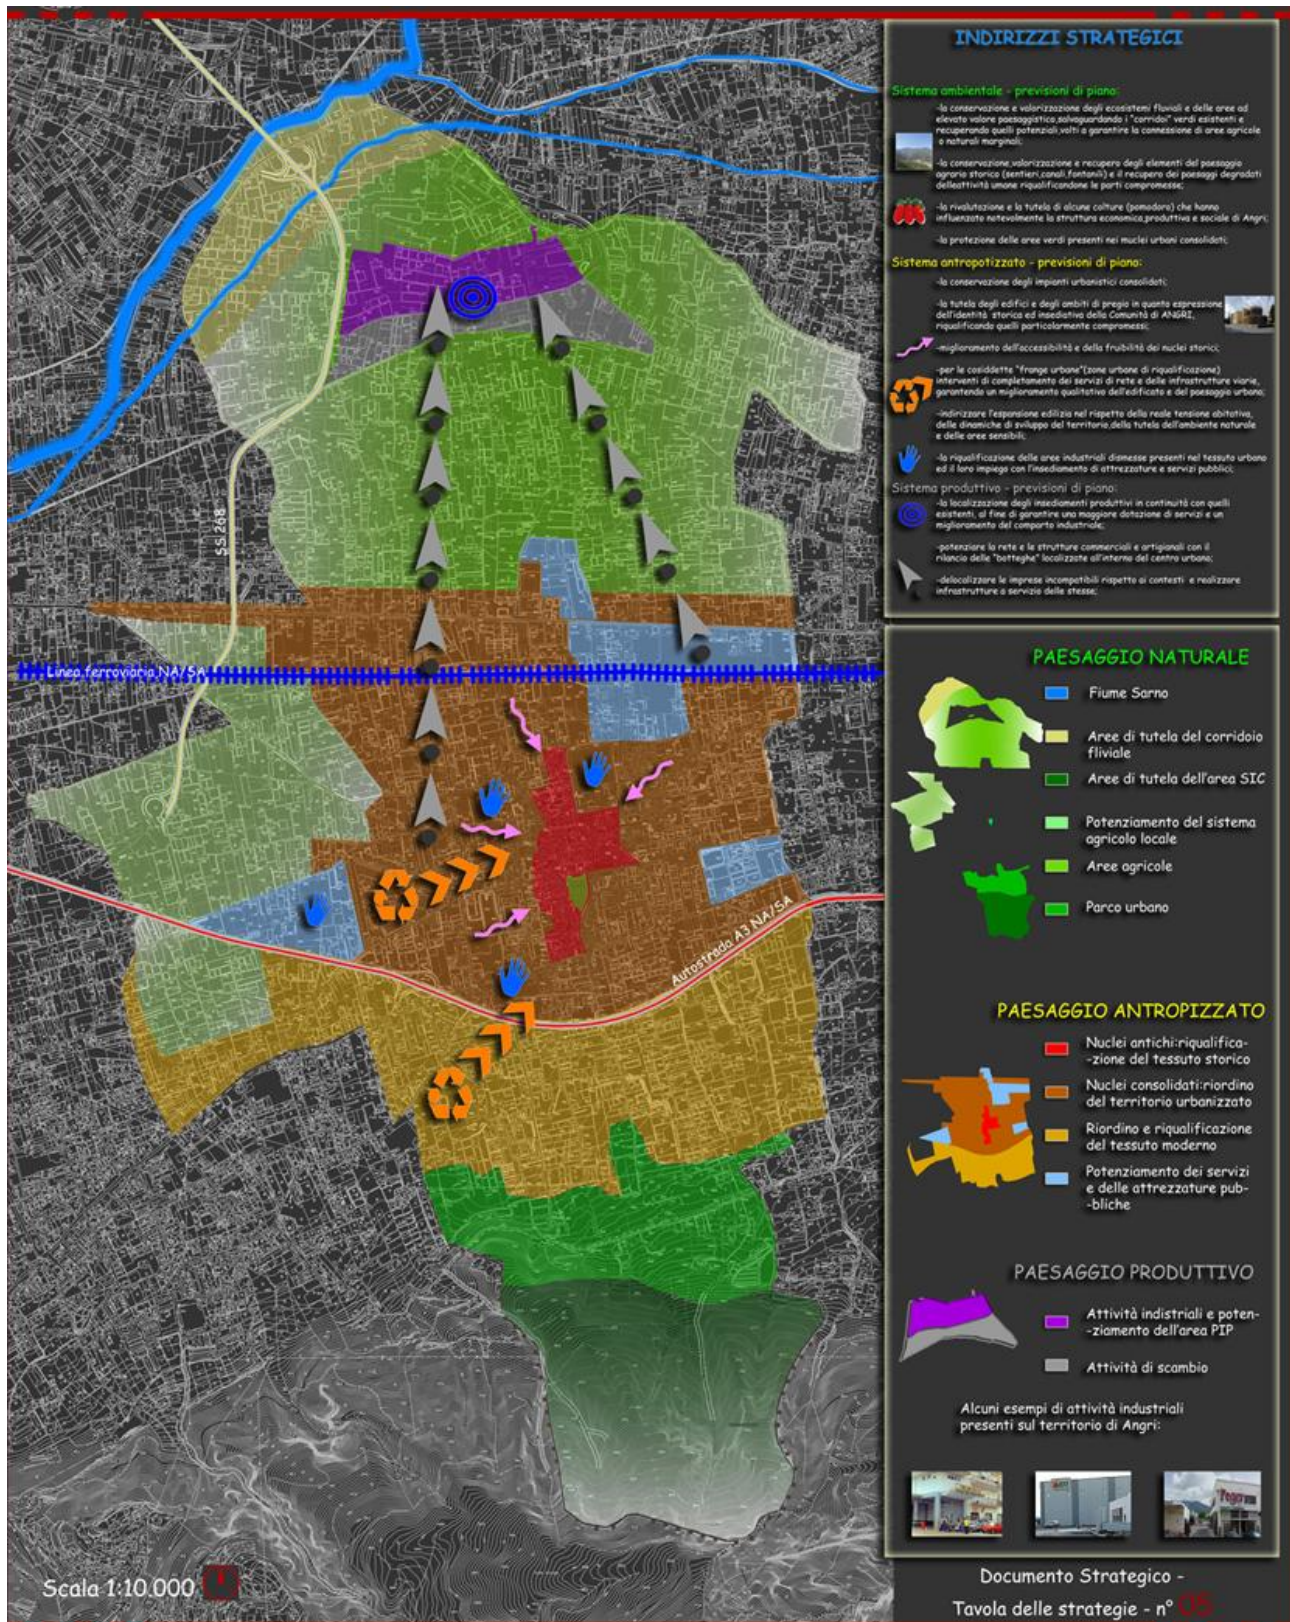 INDIRIZZI STRATEGICI
Sistema ambientale - previsioni di piano:
-la conservazione e valorizzazione degli ecosistemi fluviali e delle aree ad
elevato valore paesaggistico,salvaguardando i "corridoi" verdi esistenti e
recuperando quelli potenziali,volti a garantire la connessione di aree agricole
o naturali marginali;
-la conservazione,valorizzazione e recupero degli elementi del paesaggio
agrario storico (sentieri,canali,fontanili) e il recupero dei paesaggi degradati
delleattività umane riqualificandone le parti compromesse;
-la rivalutazione e la tutela di alcune colture (pomodoro) che hanno
influenzato notevolmente la struttura economica,produttiva e sociale di Angri;
-la protezione delle aree verdi presenti nei nuclei urbani consolidati;
Sistema antropotizzato - previsioni di piano:
-la conservazione degli impianti urbanistici consolidati;
-la tutela degli edifici e degli ambiti di pregio in quanto espressione
dell'identità storica ed insediativa della Comunità di ANGRI,
riqualificando quelli particolarmente compromessi;
-miglioramento dell'accessibilità e della fruibilità dei nuclei storici;
-per le cosiddette "frange urbane"(zone urbane di riqualificazione)
interventi di completamento dei servizi di rete e delle infrastrutture viarie,
garantendo un miglioramento qualitativo dell'edificato e del paesaggio urbano;
-indirizzare l'espansione edilizia nel rispetto della reale tensione abitativa,
delle dinamiche di sviluppo del territorio,della tutela dell'ambiente naturale
e delle aree sensibili;
-la riqualificazione delle aree industriali dismesse presenti nel tessuto urbano
ed il loro impiego con l'insediamento di attrezzature e servizi pubblici;
Sistema produttivo - previsioni di piano:
-la localizzazione degli insediamenti produttivi in continuità con quelli
esistenti, al fine di garantire una maggiore dotazione di servizi e un
miglioramento del comparto industriale;
-potenziare la rete e le strutture commerciali e artigianali con il
rilancio delle "botteghe" localizzate all'interno del centro urbano;
-delocalizzare le imprese incompatibili rispetto ai contesti e realizzare
infrastrutture a servizio delle stesse;
SS 268
Linea ferroviaria NA/SA
Autostrada A3 NA/SA
PAESAGGIO NATURALE
Fiume Sarno
Aree di tutela del corridoio
fliviale
Aree di tutela dell'area SIC
Potenziamento del sistema
agricolo locale
Aree agricole
Parco urbano
PAESAGGIO ANTROPIZZATO
Nuclei antichi:riqualifica-
-zione del tessuto storico
Nuclei consolidati:riordino
del territorio urbanizzato
Riordino e riqualificazione
del tessuto moderno
Potenziamento dei servizi
e delle attrezzature pub-
-bliche
PAESAGGIO PRODUTTIVO
Attività indistriali e poten-
-ziamento dell'area PIP
Attività di scambio
Alcuni esempi di attività industriali
presenti sul territorio di Angri:
Scala 1:10.000
Documento Strategico -
Tavola delle strategie - n° 05